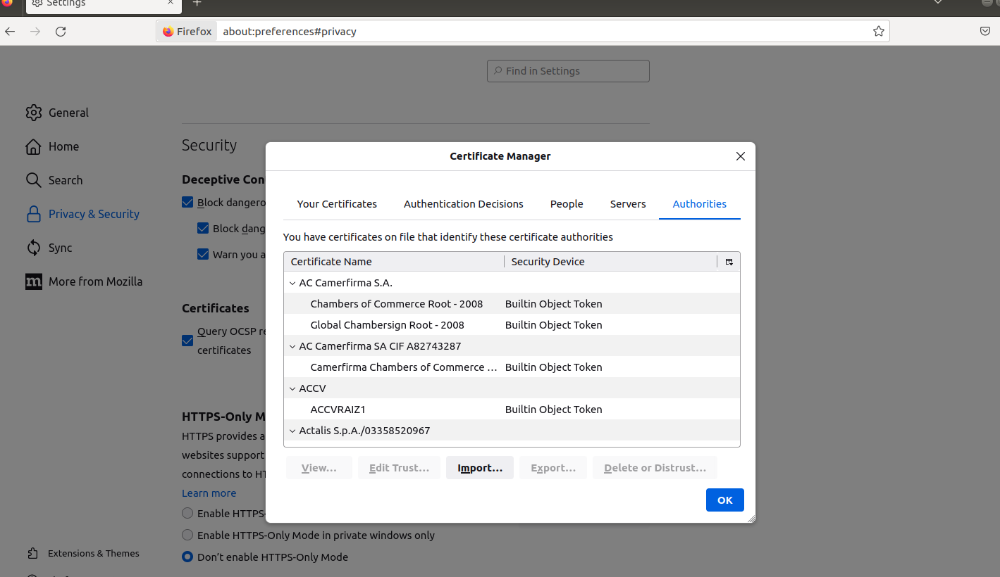 Settings
Firefox about:preferences#privacy
Find in Settings
General
Home
Search
Privacy & Security
Sync
More from Mozilla
Extensions & Themes
Security
Deceptive Con
Block dangero
Block dang
Warn you a
Certificates
Query OCSP re
certificates
HTTPS-Only M
HTTPS provides a
websites support
connections to HT
Learn more
Enable HTTPS-
Enable HTTPS-Only Mode in private windows only
Don't enable HTTPS-Only Mode
Certificate Manager
Your Certificates Authentication Decisions People Servers Authorities
You have certificates on file that identify these certificate authorities
Certificate Name Security Device
AC Camerfirma S.A.
Chambers of Commerce Root - 2008 Builtin Object Token
Global Chambersign Root - 2008 Builtin Object Token
AC Camerfirma SA CIF A82743287
Camerfirma Chambers of Commerce … Builtin Object Token
ACCV
ACCVRAIZ1 Builtin Object Token
Actalis S.p.A./03358520967
View… Edit Trust… Import… Export… Delete or Distrust…
OK